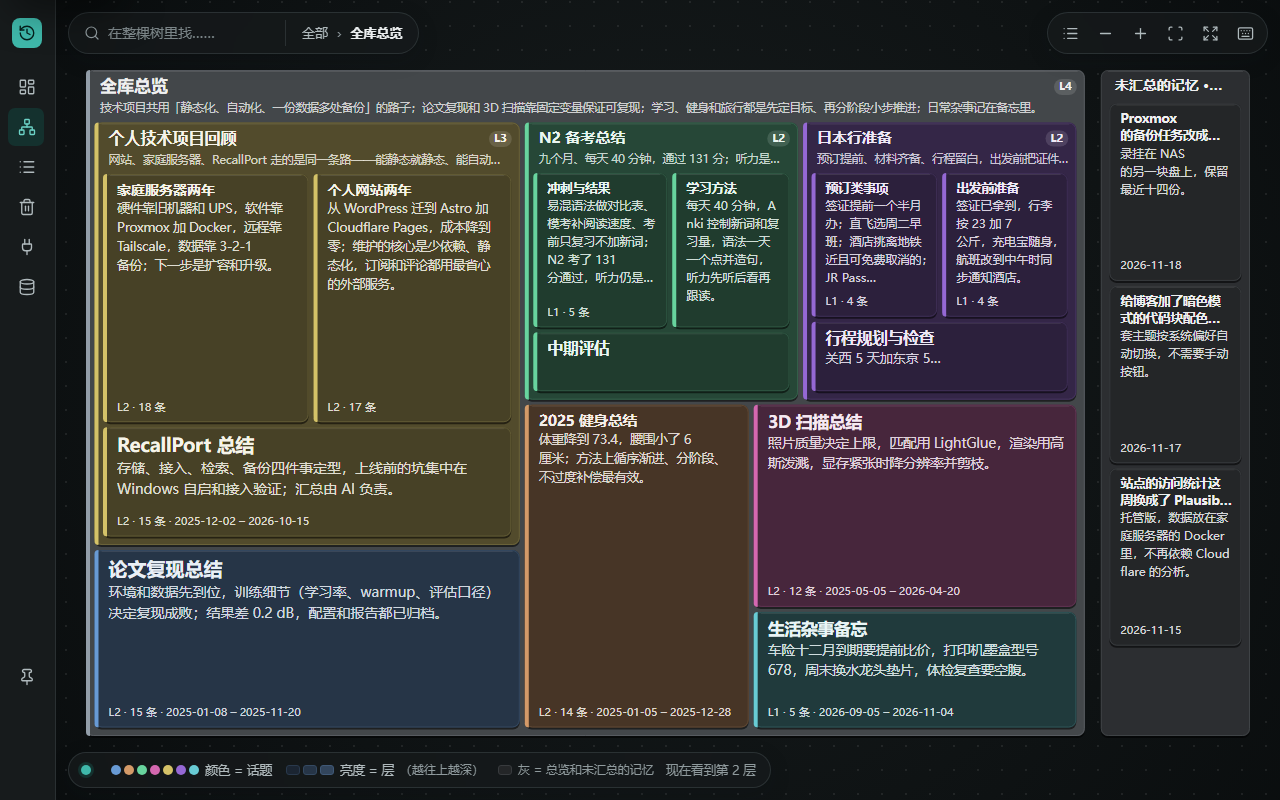 在整棵树里找…… 全部 › 全库总览
全库总览 L4
技术项目共用「静态化、自动化、一份数据多处备份」的路子；论文复现和 3D 扫描靠固定变量保证可复现；学习、健身和旅行都是先定目标、再分阶段小步推进；日常杂事记在备忘里。
个人技术项目回顾 L3
网站、家庭服务器、RecallPort 走的是同一条路——能静态就静态、能自动…
家庭服务器两年
硬件靠旧机器和 UPS，软件靠
Proxmox 加 Docker，远程靠
Tailscale，数据靠 3-2-1
备份；下一步是扩容和升级。
L2 · 18 条
个人网站两年
从 WordPress 迁到 Astro 加
Cloudflare Pages，成本降到
零；维护的核心是少依赖、静
态化，订阅和评论都用最省心
的外部服务。
L2 · 17 条
RecallPort 总结
存储、接入、检索、备份四件事定型，上线前的坑集中在
Windows 自启和接入验证；汇总由 AI 负责。
L2 · 15 条 · 2025-12-02 – 2026-10-15
论文复现总结
环境和数据先到位，训练细节（学习率、warmup、评估口径）
决定复现成败；结果差 0.2 dB，配置和报告都已归档。
L2 · 15 条 · 2025-01-08 – 2025-11-20
N2 备考总结 L2
九个月、每天 40 分钟，通过 131 分；听力是…
冲刺与结果
易混语法做对比表、
模考补阅读速度、考
前只复习不加新词；
N2 考了 131
分通过，听力仍是…
L1 · 5 条
学习方法
每天 40 分钟，A
nki 控制新词和复
习量，语法一天
一个点并造句，
听力先听后看再
跟读。
中期评估
日本行准备 L2
预订提前、材料齐备、行程留白，出发前把证件…
预订类事项
签证提前一个半月
办；直飞选周二早
班；酒店挑离地铁
近且可免费取消的；
JR Pass…
L1 · 4 条
出发前准备
签证已拿到，行李
按 23 加 7
公斤，充电宝随身，
航班改到中午时同
步通知酒店。
L1 · 4 条
行程规划与检查
关西 5 天加东京 5…
2025 健身总结
体重降到 73.4，腰围小了 6
厘米；方法上循序渐进、分阶段、
不过度补偿最有效。
L2 · 14 条 · 2025-01-05 – 2025-12-28
3D 扫描总结
照片质量决定上限，匹配用 LightGlue，渲染用高
斯泼溅，显存紧张时降分辨率并剪枝。
L2 · 12 条 · 2025-05-05 – 2026-04-20
生活杂事备忘
车险十二月到期要提前比价，打印机墨盒型号
678，周末换水龙头垫片，体检复查要空腹。
L1 · 5 条 · 2026-09-05 – 2026-11-04
未汇总的记忆 •…
Proxmox
的备份任务改成…
录挂在 NAS
的另一块盘上，保留
最近十四份。
2026-11-18
给博客加了暗色模
式的代码块配色…
套主题按系统偏好自
动切换，不需要手动
按钮。
2026-11-17
站点的访问统计这
周换成了 Plausib…
托管版，数据放在家
庭服务器的 Docker
里，不再依赖 Cloud
flare 的分析。
2026-11-15
颜色 = 话题 亮度 = 层 （越往上越深） 灰 = 总览和未汇总的记忆 现在看到第 2 层